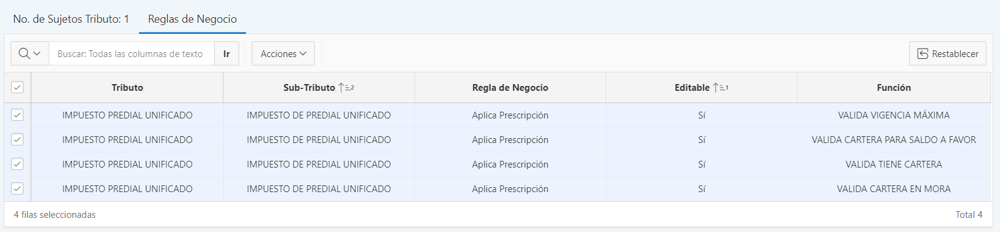 No. de Sujetos Tributo: 1 Reglas de Negocio
Buscar: Todas las columnas de texto Ir Acciones Restablecer
Tributo Sub-Tributo 2 Regla de Negocio Editable 1 Función
IMPUESTO PREDIAL UNIFICADO IMPUESTO DE PREDIAL UNIFICADO Aplica Prescripción Sí VALIDA VIGENCIA MÁXIMA
IMPUESTO PREDIAL UNIFICADO IMPUESTO DE PREDIAL UNIFICADO Aplica Prescripción Sí VALIDA CARTERA PARA SALDO A FAVOR
IMPUESTO PREDIAL UNIFICADO IMPUESTO DE PREDIAL UNIFICADO Aplica Prescripción Sí VALIDA TIENE CARTERA
IMPUESTO PREDIAL UNIFICADO IMPUESTO DE PREDIAL UNIFICADO Aplica Prescripción Sí VALIDA CARTERA EN MORA
4 filas seleccionadas Total 4